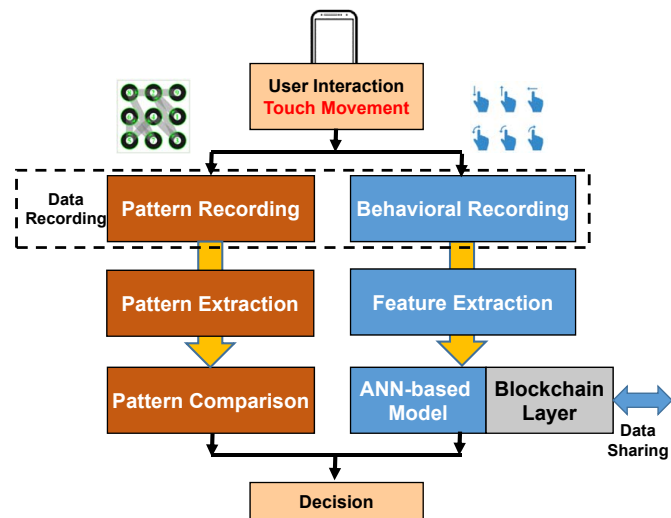 User Interaction
Touch Movement
Data
Recording
Pattern Recording
Behavioral Recording
Pattern Extraction
Feature Extraction
Pattern Comparison
ANN-based
Model
Blockchain
Layer
Data
Sharing
Decision